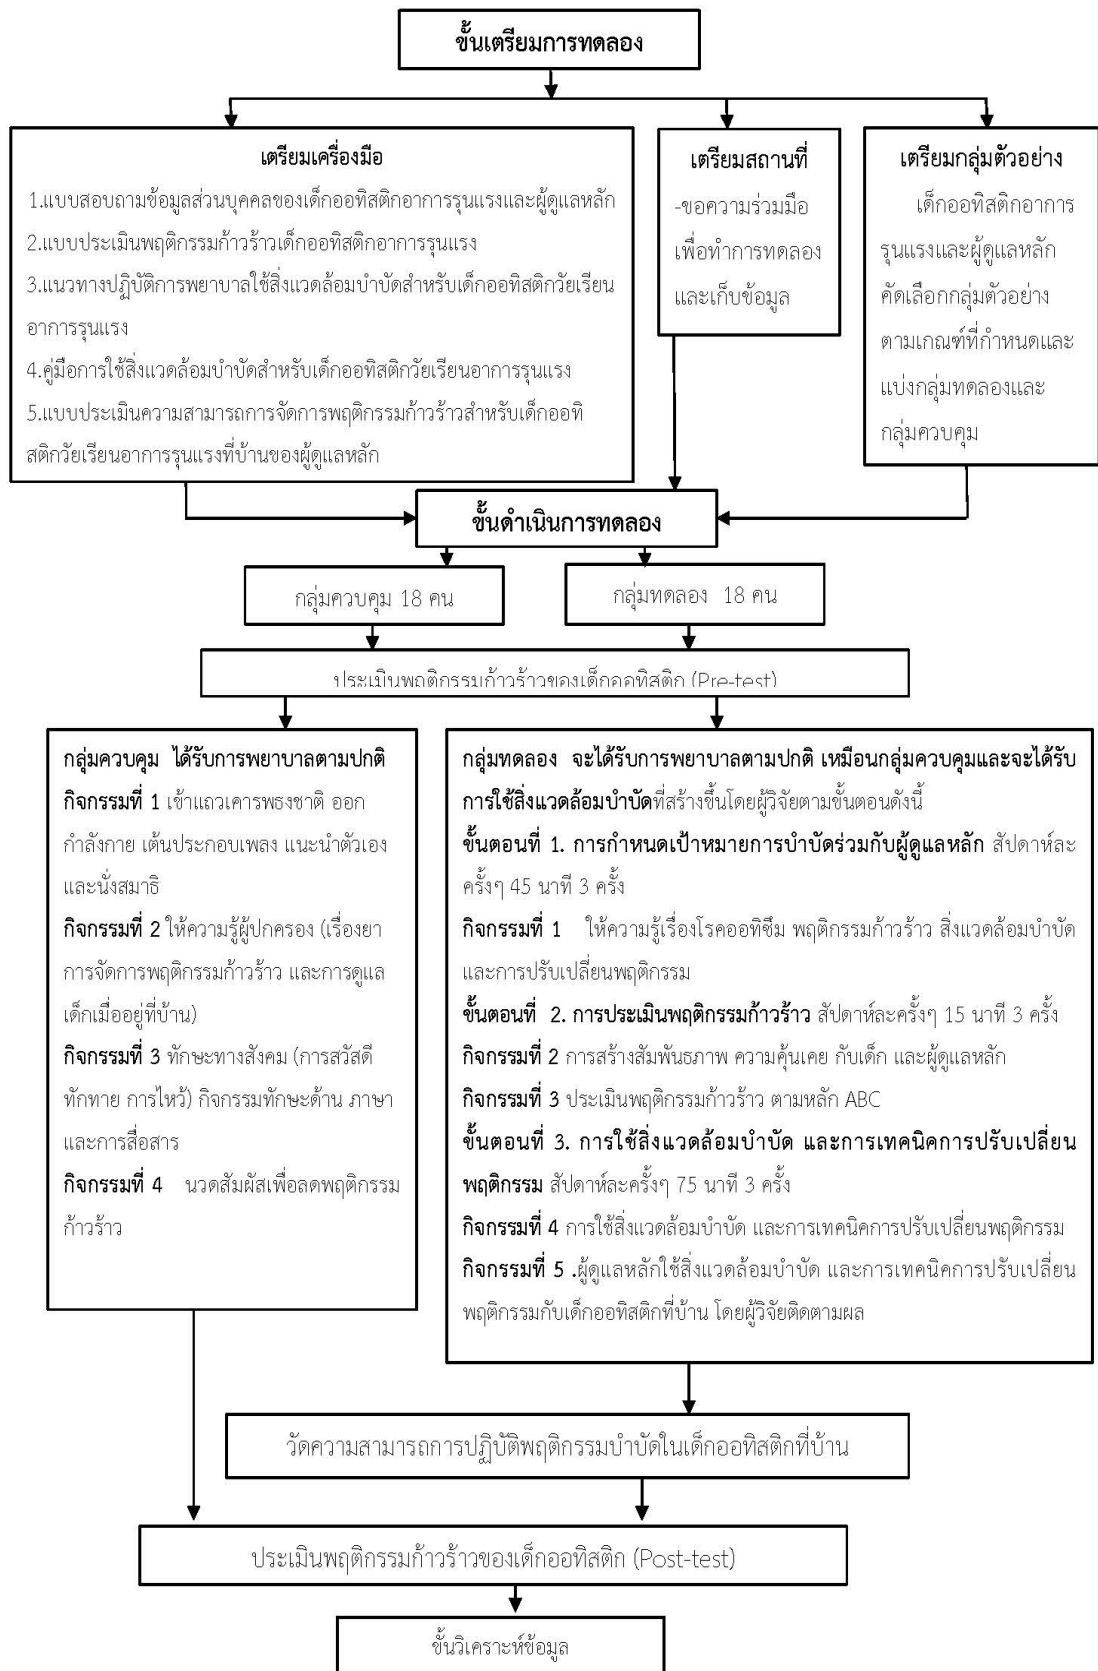 ขั้นเตรียมการทดลอง
เตรียมเครื่องมือ
1.แบบสอบถามข้อมูลส่วนบุคคลของเด็กออทิสติกอาการรุนแรงและผู้ดูแลหลัก
2.แบบประเมินพฤติกรรมก้าวร้าวเด็กออทิสติกอาการรุนแรง
3.แนวทางปฏิบัติการพยาบาลใช้สิ่งแวดล้อมบำบัดสำหรับเด็กออทิสติกวัยเรียน
อาการรุนแรง
4.คู่มือการใช้สิ่งแวดล้อมบำบัดสำหรับเด็กออทิสติกวัยเรียนอาการรุนแรง
5.แบบประเมินความสามารถการจัดการพฤติกรรมก้าวร้าวสำหรับเด็กออทิ
สติกวัยเรียนอาการรุนแรงที่บ้านของผู้ดูแลหลัก
เตรียมสถานที่
-ขอความร่วมมือ
เพื่อทำการทดลอง
และเก็บข้อมูล
เตรียมกลุ่มตัวอย่าง
เด็กออทิสติกอาการ
รุนแรงและผู้ดูแลหลัก
คัดเลือกกลุ่มตัวอย่าง
ตามเกณฑ์ที่กำหนดและ
แบ่งกลุ่มทดลองและ
กลุ่มควบคุม
ขั้นดำเนินการทดลอง
กลุ่มควบคุม 18 คน
กลุ่มทดลอง 18 คน
ประเมินพฤติกรรมก้าวร้าวของเด็กออทิสติก (Pre-test)
กลุ่มควบคุม ได้รับการพยาบาลตามปกติ
กิจกรรมที่ 1 เข้าแถวเคารพธงชาติ ออก
กำลังกาย เต้นประกอบเพลง แนะนำตัวเอง
และนั่งสมาธิ
กิจกรรมที่ 2 ให้ความรู้ผู้ปกครอง (เรื่องยา
การจัดการพฤติกรรมก้าวร้าว และการดูแล
เด็กเมื่ออยู่ที่บ้าน)
กิจกรรมที่ 3 ทักษะทางสังคม (การสวัสดี
ทักทาย การไหว้) กิจกรรมทักษะด้าน ภาษา
และการสื่อสาร
กิจกรรมที่ 4 นวดสัมผัสเพื่อลดพฤติกรรม
ก้าวร้าว
กลุ่มทดลอง จะได้รับการพยาบาลตามปกติ เหมือนกลุ่มควบคุมและจะได้รับ
การใช้สิ่งแวดล้อมบำบัดที่สร้างขึ้นโดยผู้วิจัยตามขั้นตอนดังนี้
ขั้นตอนที่ 1. การกำหนดเป้าหมายการบำบัดร่วมกับผู้ดูแลหลัก สัปดาห์ละ
ครั้งๆ 45 นาที 3 ครั้ง
กิจกรรมที่ 1 ให้ความรู้เรื่องโรคออทิซึม พฤติกรรมก้าวร้าว สิ่งแวดล้อมบำบัด
และการปรับเปลี่ยนพฤติกรรม
ขั้นตอนที่ 2. การประเมินพฤติกรรมก้าวร้าว สัปดาห์ละครั้งๆ 15 นาที 3 ครั้ง
กิจกรรมที่ 2 การสร้างสัมพันธภาพ ความคุ้นเคย กับเด็ก และผู้ดูแลหลัก
กิจกรรมที่ 3 ประเมินพฤติกรรมก้าวร้าว ตามหลัก ABC
ขั้นตอนที่ 3. การใช้สิ่งแวดล้อมบำบัด และการเทคนิคการปรับเปลี่ยน
พฤติกรรม สัปดาห์ละครั้งๆ 75 นาที 3 ครั้ง
กิจกรรมที่ 4 การใช้สิ่งแวดล้อมบำบัด และการเทคนิคการปรับเปลี่ยนพฤติกรรม
กิจกรรมที่ 5 .ผู้ดูแลหลักใช้สิ่งแวดล้อมบำบัด และการเทคนิคการปรับเปลี่ยน
พฤติกรรมกับเด็กออทิสติกที่บ้าน โดยผู้วิจัยติดตามผล
วัดความสามารถการปฏิบัติพฤติกรรมบำบัดในเด็กออทิสติกที่บ้าน
ประเมินพฤติกรรมก้าวร้าวของเด็กออทิสติก (Post-test)
ขั้นวิเคราะห์ข้อมูล